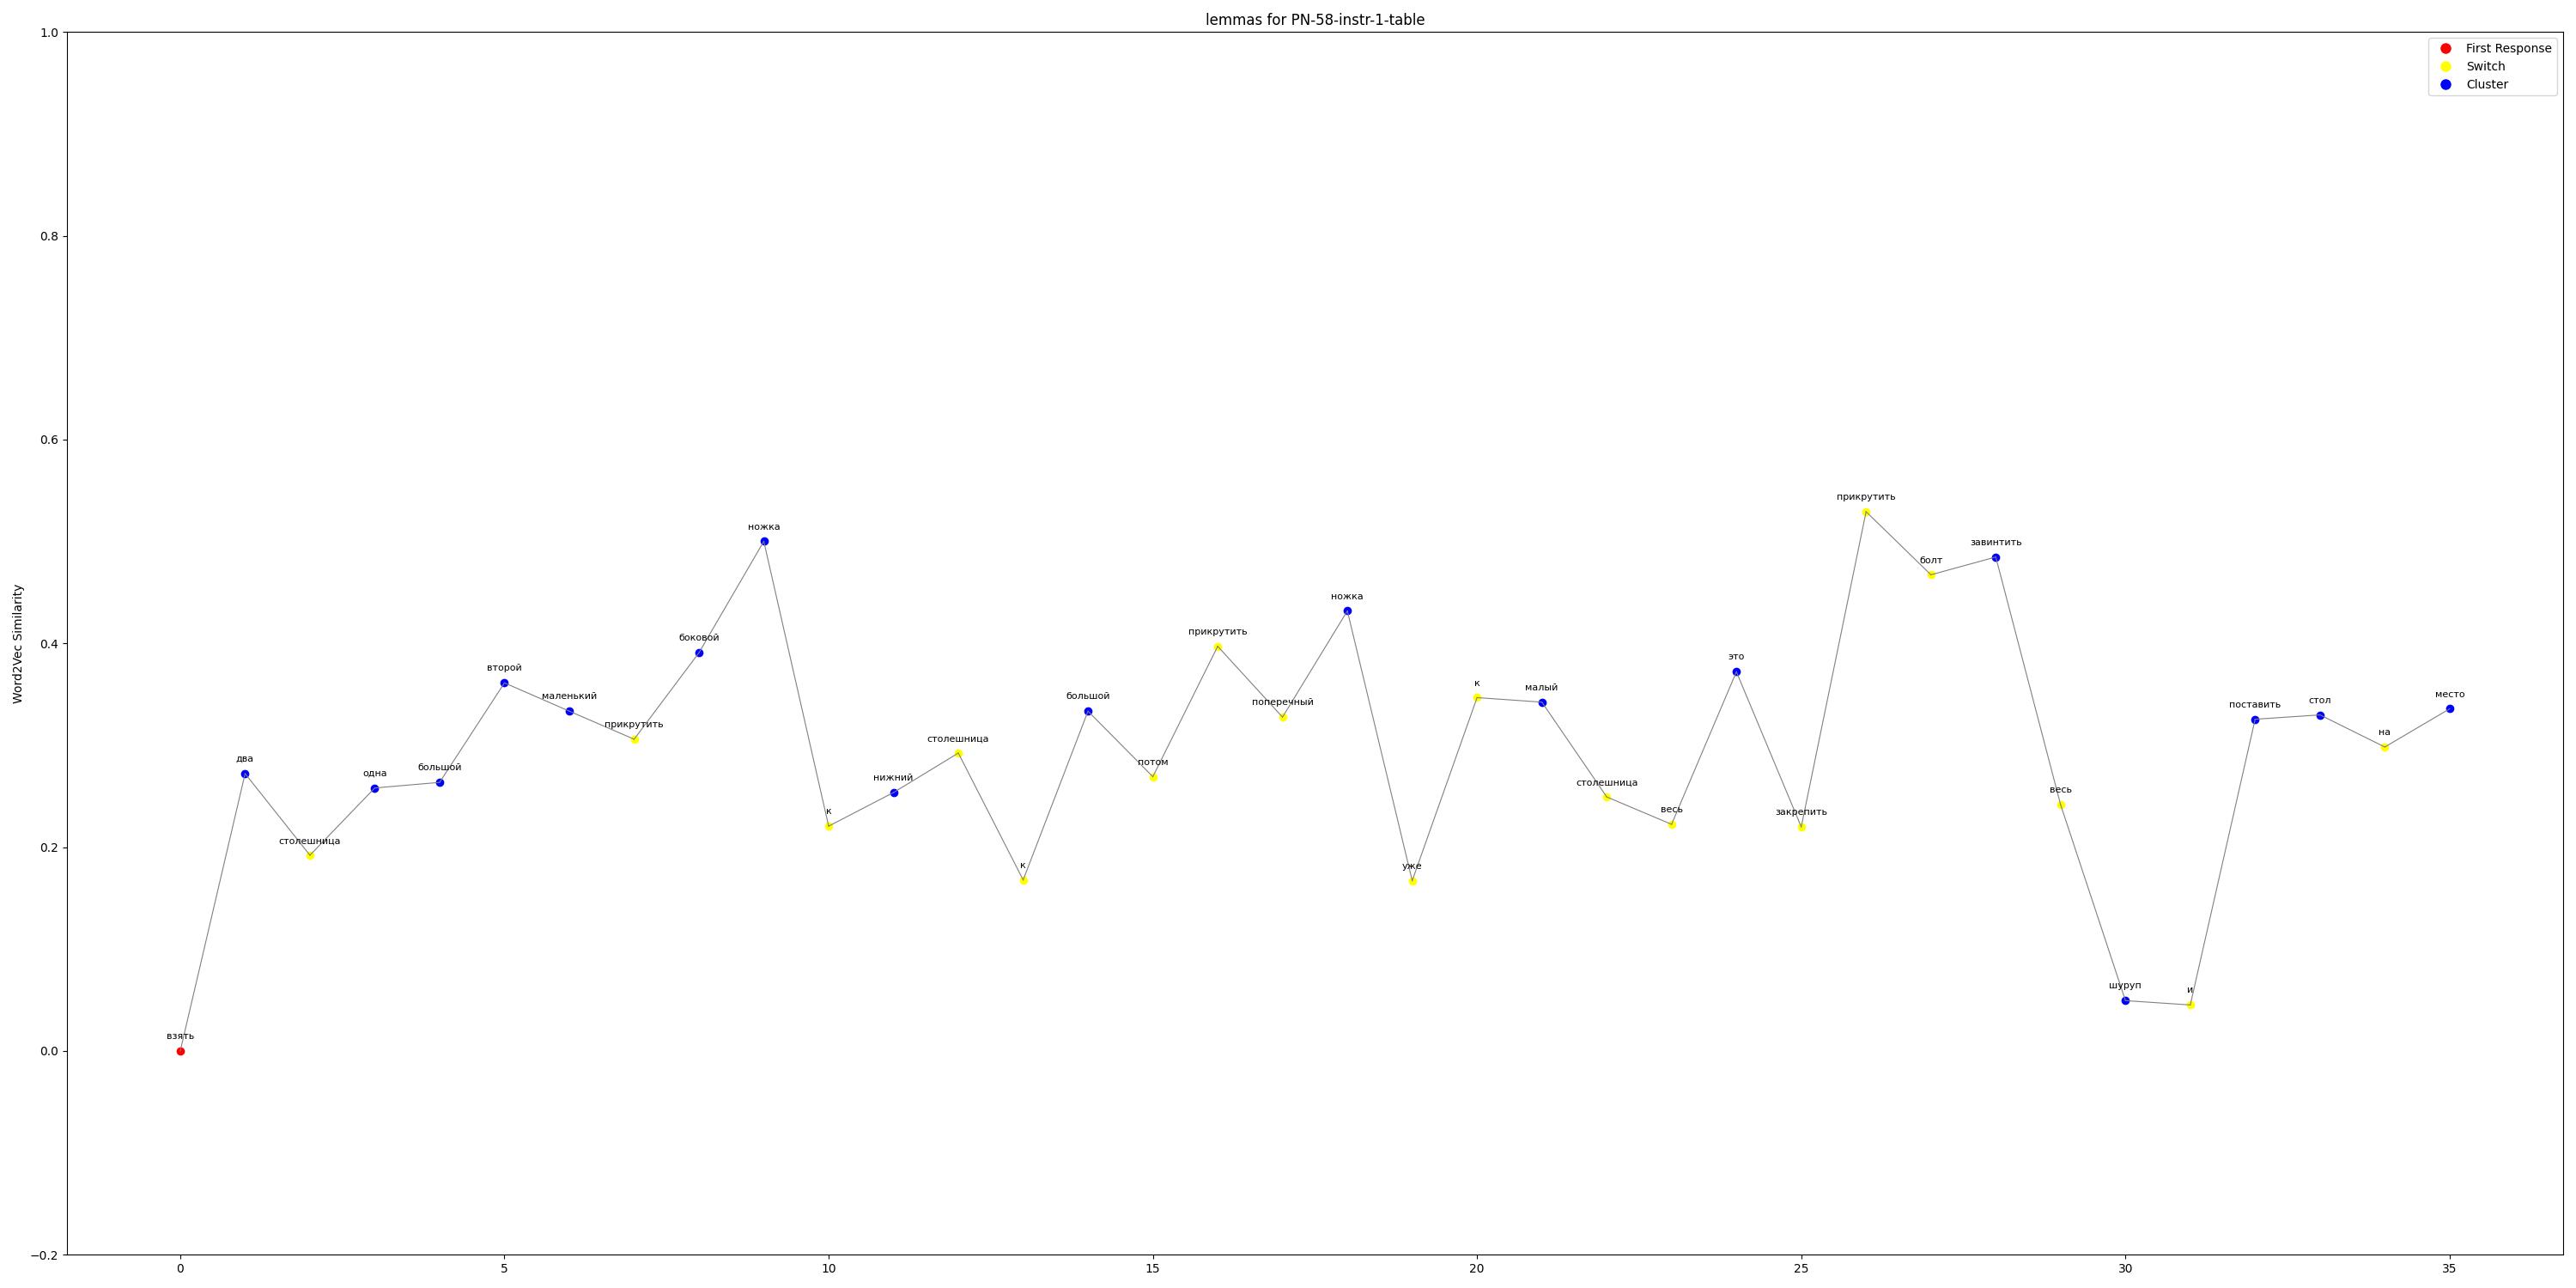 lemmas for PN-58-instr-1-table
First Response
Switch
Cluster
Word2Vec Similarity
1.0
0.8
0.6
0.4
0.2
0.0
−0.2
взять
два
столешница
одна
большой
второй
маленький
прикрутить
боковой
ножка
к
нижний
столешница
к
большой
потом
прикрутить
поперечный
ножка
уже
к
малый
столешница
весь
это
закрепить
прикрутить
болт
завинтить
весь
шуруп
и
поставить
стол
на
место
0 5 10 15 20 25 30 35